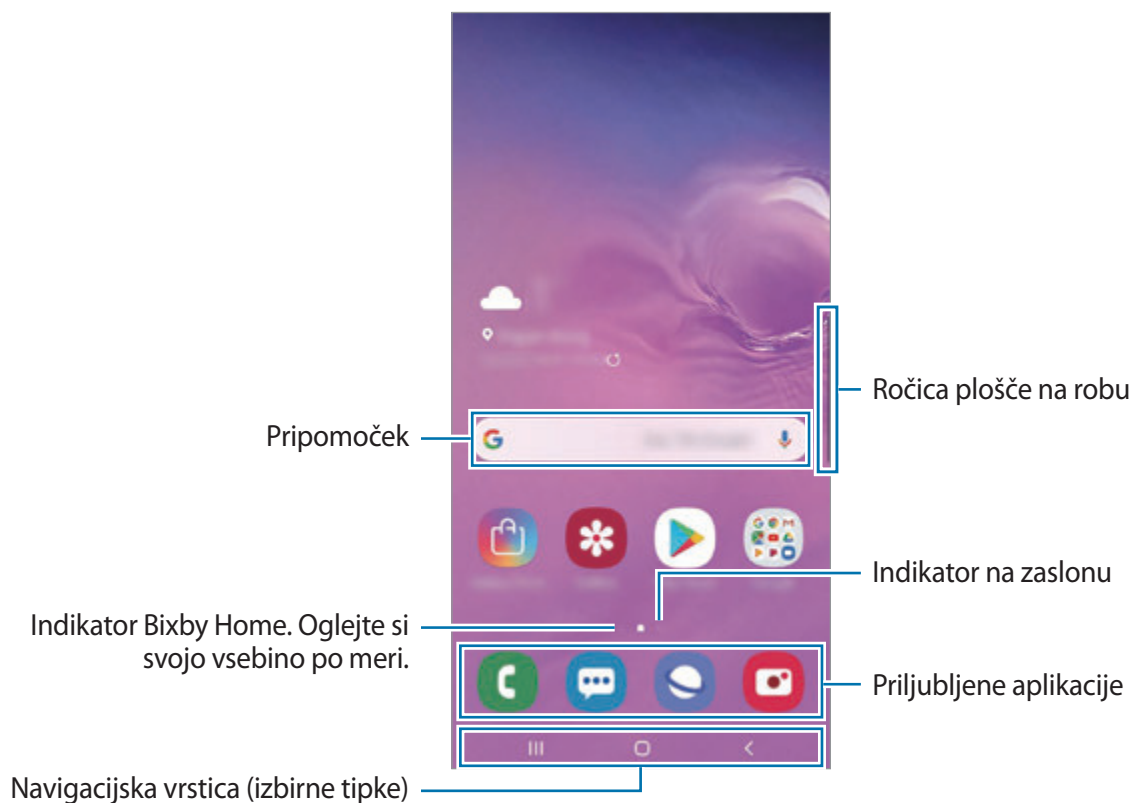 Ročica plošče na robu
Pripomoček
Indikator na zaslonu
Indikator Bixby Home. Oglejte si
svojo vsebino po meri.
Priljubljene aplikacije
Navigacijska vrstica (izbirne tipke)